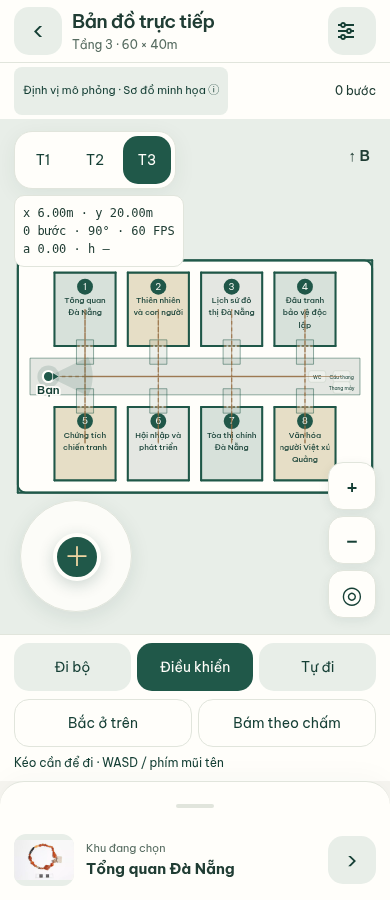 Bản đồ trực tiếp
Tầng 3 · 60 × 40m
Định vị mô phỏng · Sơ đồ minh họa ⓘ
0 bước
T1 T2 T3
↑ B
x 6.00m · y 20.00m
0 bước · 90° · 60 FPS
a 0.00 · h —
1
Tổng quan
Đà Nẵng
2
Thiên nhiên
và con người
3
Lịch sử đô
thị Đà Nẵng
4
Đấu tranh
bảo vệ độc
lập
WC
Cầu thang
Thang máy
Bạn
5
Chứng tích
chiến tranh
6
Hội nhập và
phát triển
7
Tòa thị chính
Đà Nẵng
8
Văn hóa
người Việt xứ
Quảng
+
−
Đi bộ
Điều khiển
Tự đi
Bắc ở trên
Bám theo chấm
Kéo cần để đi · WASD / phím mũi tên
Khu đang chọn
Tổng quan Đà Nẵng